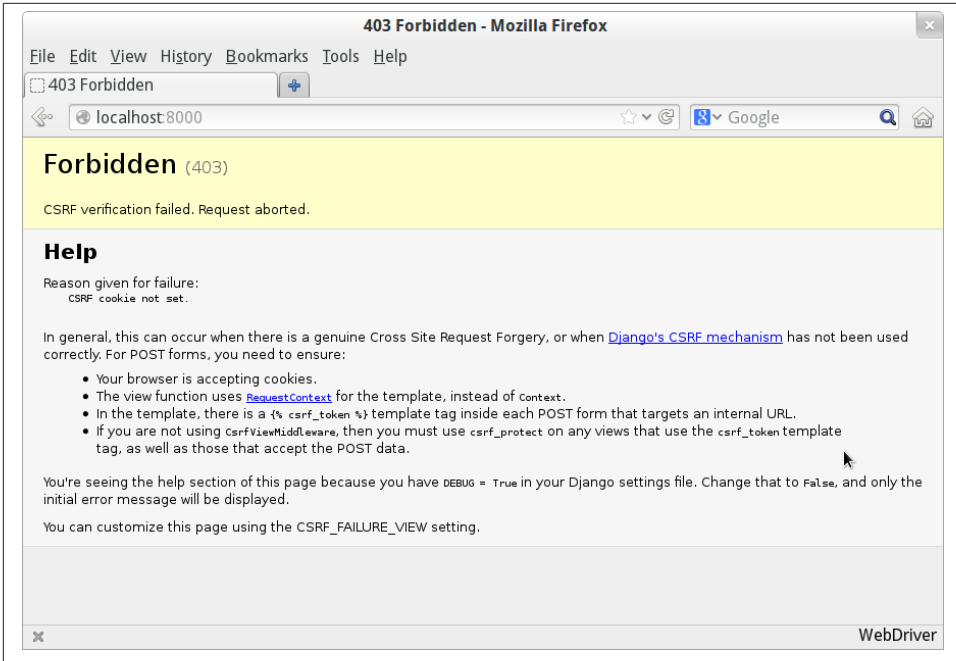 403 Forbidden - Mozilla Firefox
File Edit View History Bookmarks Tools Help
403 Forbidden
localhost:8000
Google
Forbidden (403)
CSRF verification failed. Request aborted.
Help
Reason given for failure:
CSRF cookie not set.
In general, this can occur when there is a genuine Cross Site Request Forgery, or when Django's CSRF mechanism has not been used
correctly. For POST forms, you need to ensure:
• Your browser is accepting cookies.
• The view function uses RequestContext for the template, instead of Context.
• In the template, there is a {% csrf_token %} template tag inside each POST form that targets an internal URL.
• If you are not using CsrfViewMiddleware, then you must use csrf_protect on any views that use the csrf_token template
tag, as well as those that accept the POST data.
You're seeing the help section of this page because you have DEBUG = True in your Django settings file. Change that to False, and only the
initial error message will be displayed.
You can customize this page using the CSRF_FAILURE_VIEW setting.
WebDriver